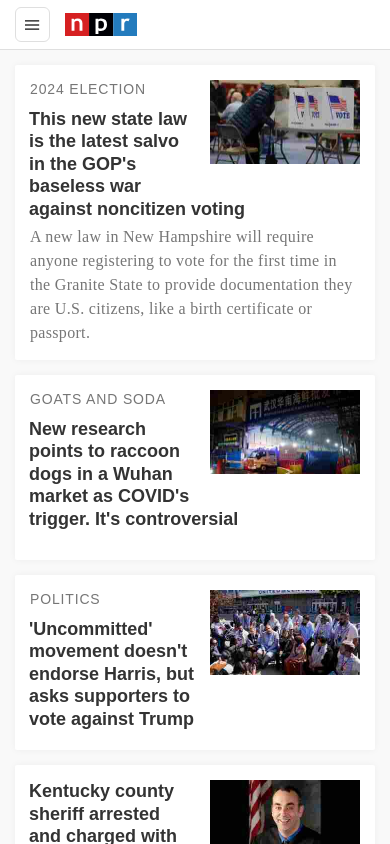 npr
2024 ELECTION
This new state law
is the latest salvo
in the GOP's
baseless war
against noncitizen voting
A new law in New Hampshire will require
anyone registering to vote for the first time in
the Granite State to provide documentation they
are U.S. citizens, like a birth certificate or
passport.
GOATS AND SODA
New research
points to raccoon
dogs in a Wuhan
market as COVID's
trigger. It's controversial
POLITICS
'Uncommitted'
movement doesn't
endorse Harris, but
asks supporters to
vote against Trump
Kentucky county
sheriff arrested
and charged with